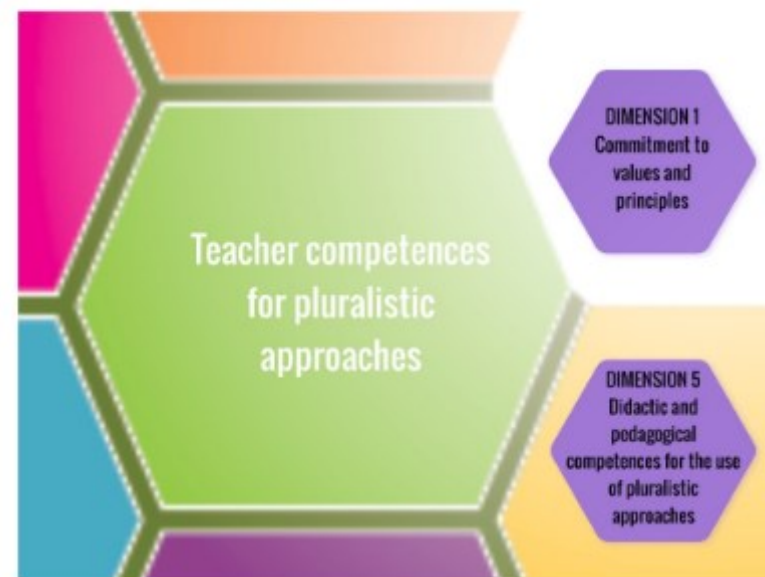 Teacher competences
for pluralistic
approaches
DIMENSION 1
Commitment to
values and
principles
DIMENSION 5
Didactic and
pedagogical
competences for the use
of pluralistic
approaches